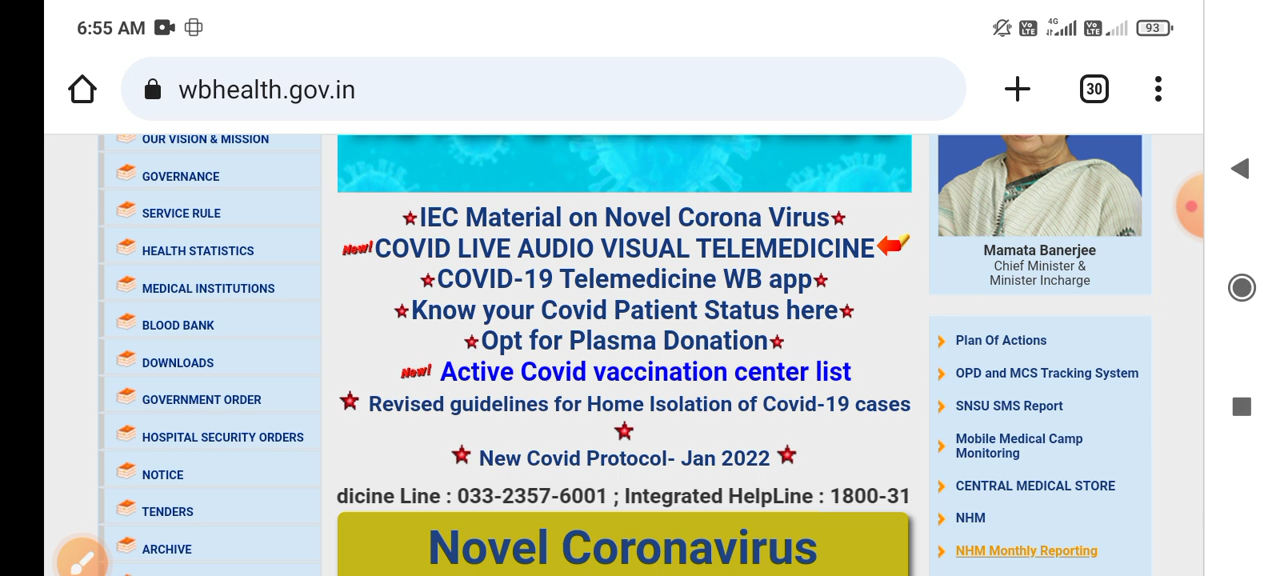 6:55 AM
4G
Vo LTE
Vo LTE
93
wbhealth.gov.in
30
OUR VISION & MISSION
GOVERNANCE
SERVICE RULE
HEALTH STATISTICS
MEDICAL INSTITUTIONS
BLOOD BANK
DOWNLOADS
GOVERNMENT ORDER
HOSPITAL SECURITY ORDERS
NOTICE
TENDERS
ARCHIVE
IEC Material on Novel Corona Virus
New! COVID LIVE AUDIO VISUAL TELEMEDICINE
COVID-19 Telemedicine WB app
Know your Covid Patient Status here
Opt for Plasma Donation
New! Active Covid vaccination center list
Revised guidelines for Home Isolation of Covid-19 cases
New Covid Protocol- Jan 2022
dicine Line : 033-2357-6001 ; Integrated HelpLine : 1800-31
Novel Coronavirus
Mamata Banerjee
Chief Minister &
Minister Incharge
Plan Of Actions
OPD and MCS Tracking System
SNSU SMS Report
Mobile Medical Camp
Monitoring
CENTRAL MEDICAL STORE
NHM
NHM Monthly Reporting